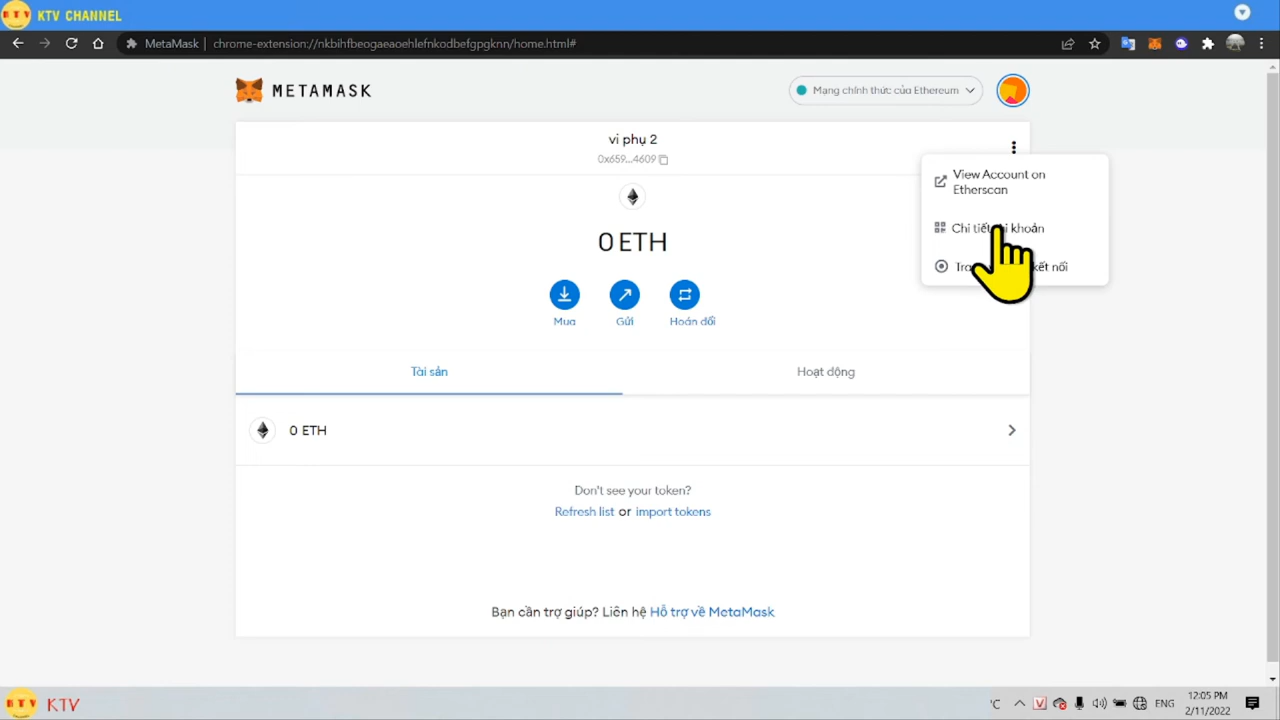 KTV CHANNEL
MetaMask | chrome-extension://nkbihfbeogaeaoehlefnkodbefgpgknn/home.html#
METAMASK
Mạng chính thức của Ethereum
ví phụ 2
0x659...4609
View Account on
Etherscan
Chi tiết khoản
kết nối
0 ETH
Mua
Gửi
Hoán đổi
Tài sản
Hoạt động
0 ETH
Don't see your token?
Refresh list or import tokens
Bạn cần trợ giúp? Liên hệ Hỗ trợ về MetaMask
KTV
°C
ENG
12:05 PM
2/11/2022